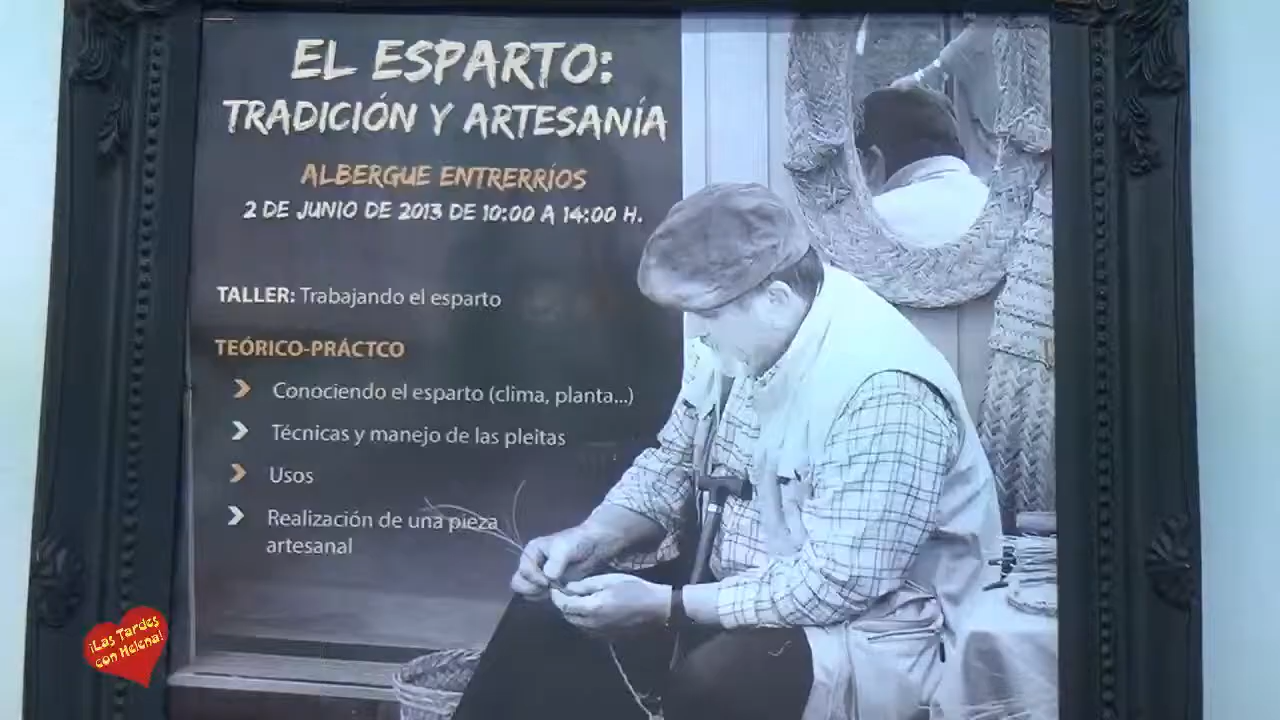 EL ESPARTO:
TRADICIÓN Y ARTESANÍA
ALBERGUE ENTRERRÍOS
2 DE JUNIO DE 2013 DE 10:00 A 14:00 H.
TALLER: Trabajando el esparto
TEÓRICO-PRÁCTCO
Conociendo el esparto (clima, planta...)
Técnicas y manejo de las pleitas
Usos
Realización de una pieza
artesanal
¡Las Tardes
con Helena!